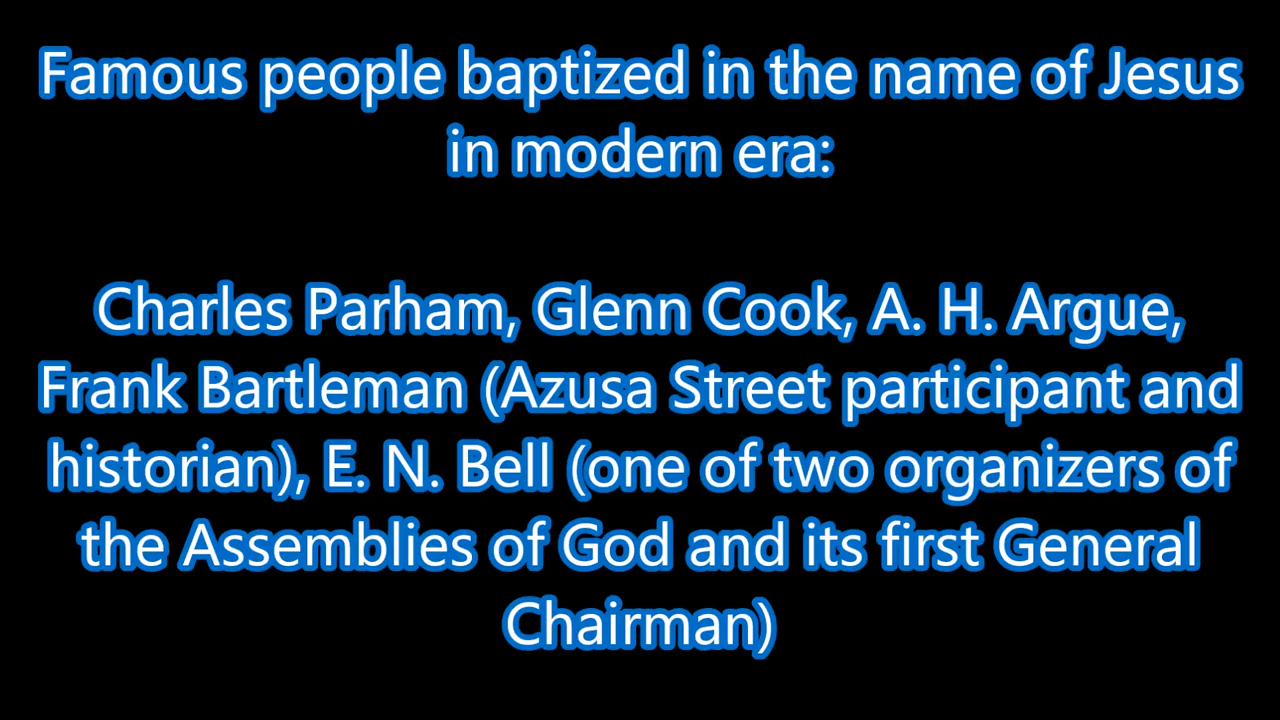 Famous people baptized in the name of Jesus
in modern era:
Charles Parham, Glenn Cook, A. H. Argue,
Frank Bartleman (Azusa Street participant and
historian), E. N. Bell (one of two organizers of
the Assemblies of God and its first General
Chairman)